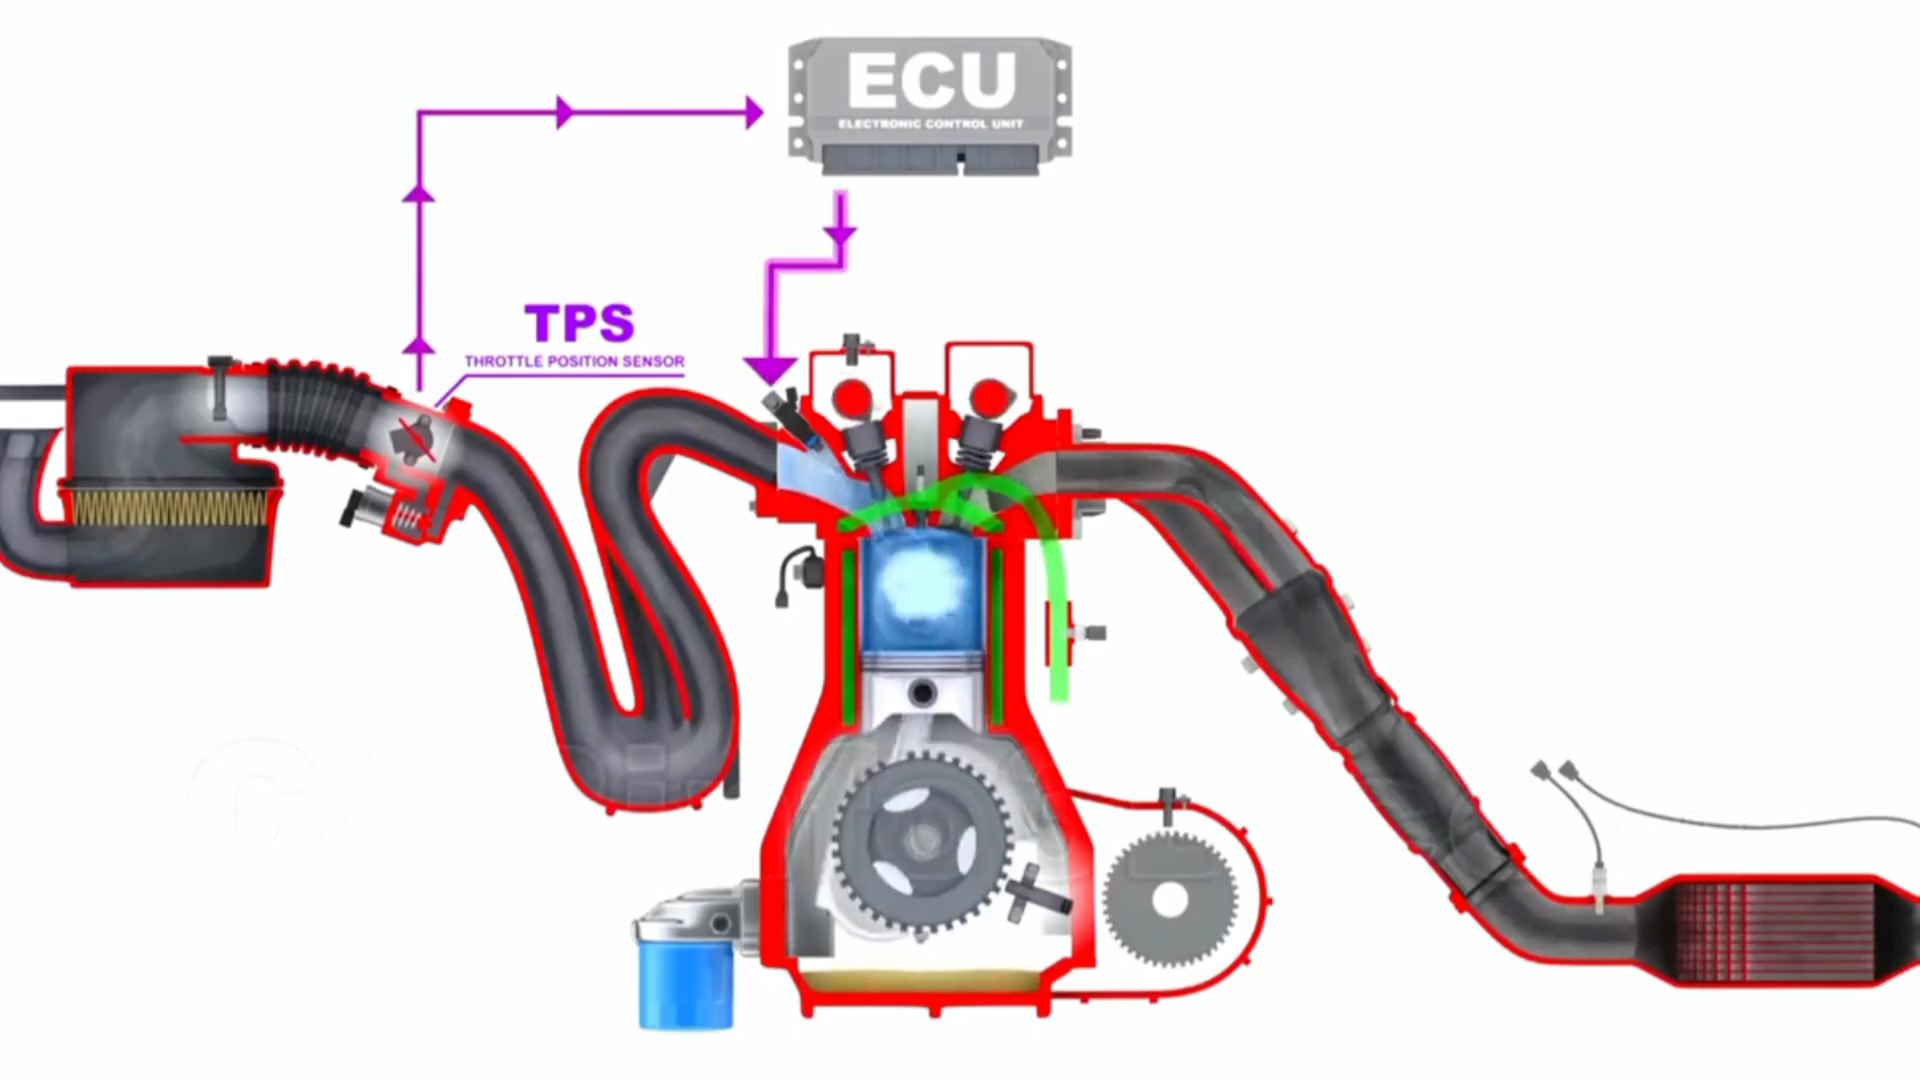 ECU
ELECTRONIC CONTROL UNIT
TPS
THROTTLE POSITION SENSOR